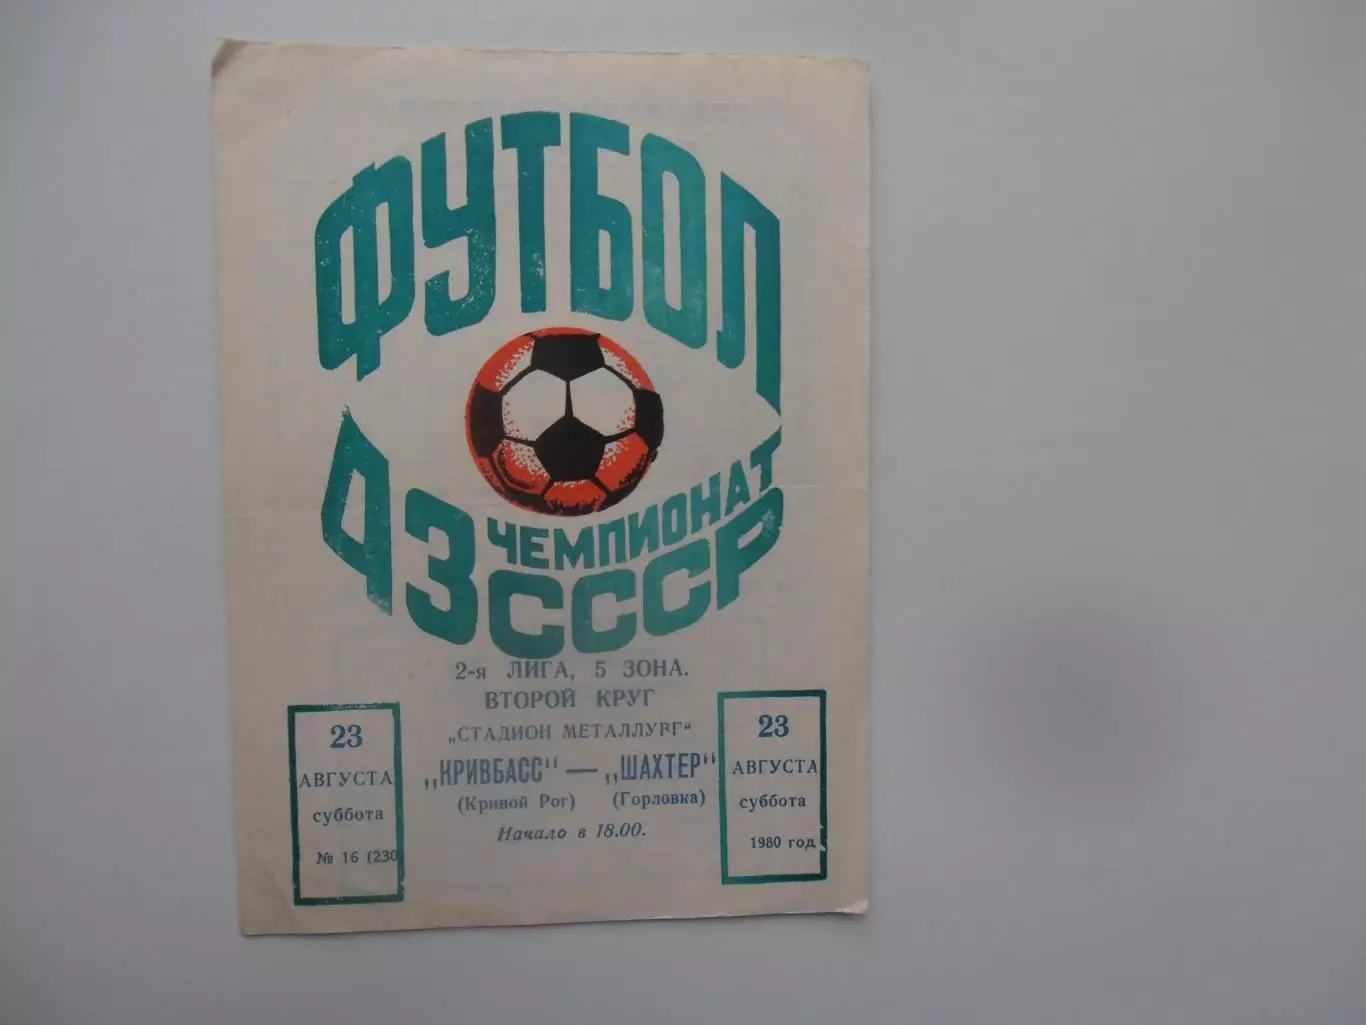 ФУТБОЛ
43 ЧЕМПИОНАТ
СССР
2-я ЛИГА, 5 ЗОНА.
ВТОРОЙ КРУГ
„СТАДИОН МЕТАЛЛУРГ“
„КРИВБАСС“ — „ШАХТЕР“
(Кривой Рог) (Горловка)
Начало в 18.00.
23
АВГУСТА
суббота
№ 16 (230
23
АВГУСТА
суббота
1980 год